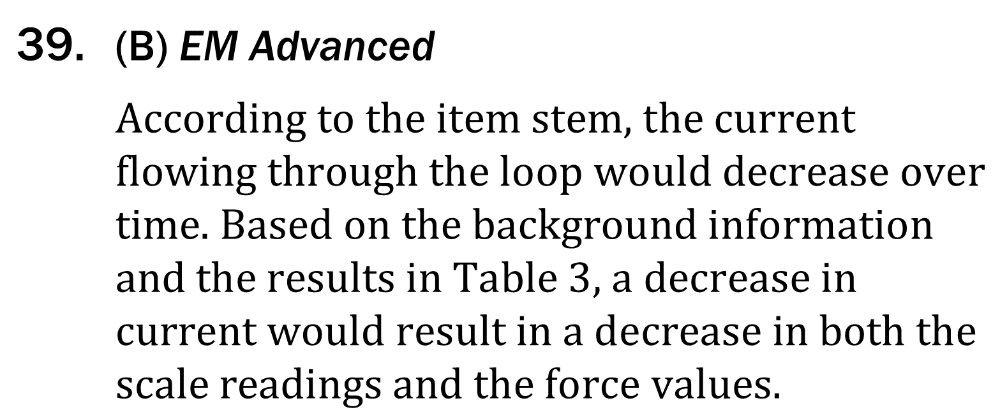 39. (B) EM Advanced
According to the item stem, the current
flowing through the loop would decrease over
time. Based on the background information
and the results in Table 3, a decrease in
current would result in a decrease in both the
scale readings and the force values.